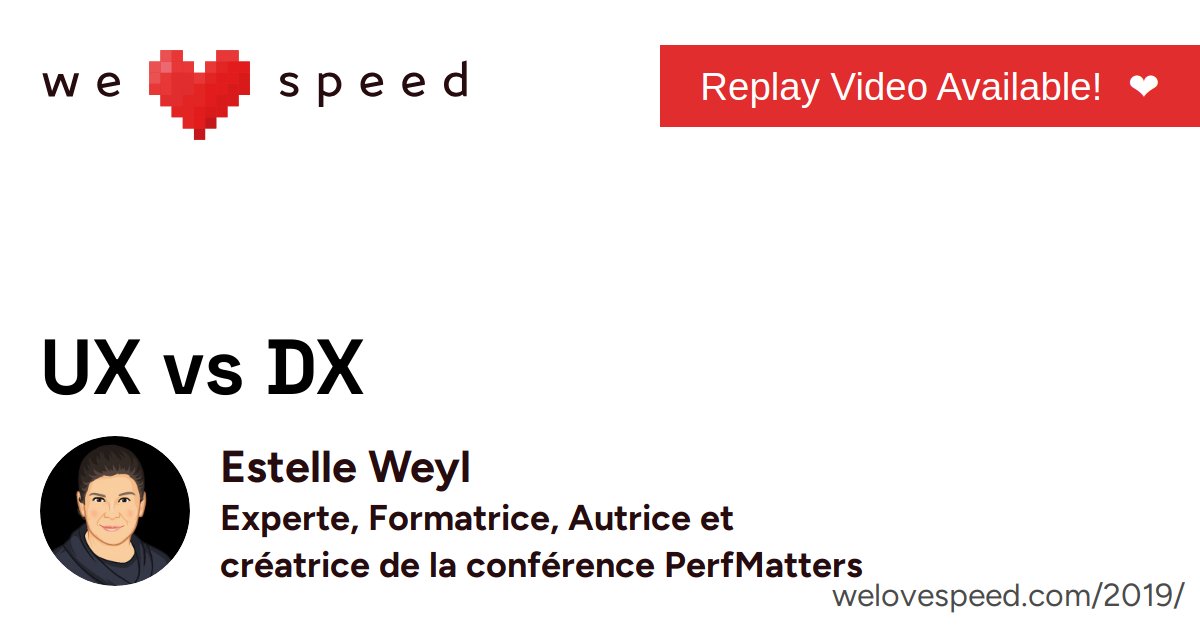 we ❤ speed
Replay Video Available! ❤
UX vs DX
Estelle Weyl
Experte, Formatrice, Autrice et
créatrice de la conférence PerfMatters
welovespeed.com/2019/